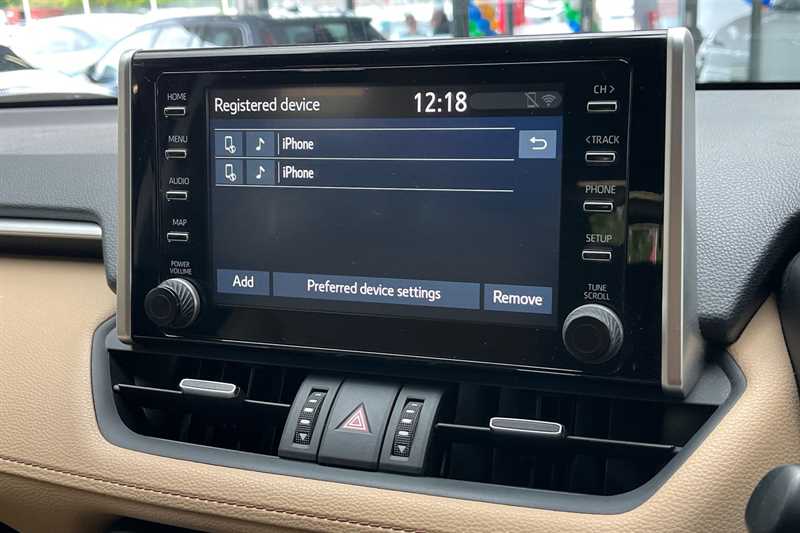 HOME
MENU
AUDIO
MAP
POWER
VOLUME
Registered device 12:18
iPhone
iPhone
Add Preferred device settings Remove
CH >
< TRACK
PHONE
SETUP
TUNE
SCROLL